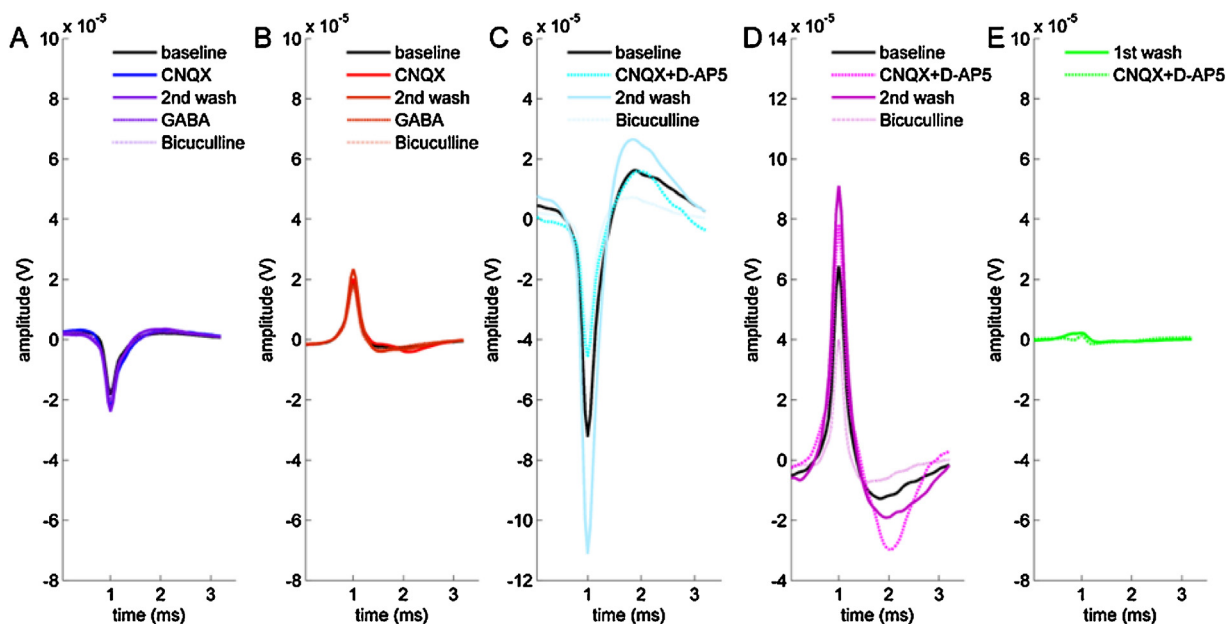 A
x 10-5
10
8
6
4
2
0
-2
-4
-6
-8
amplitude (V)
baseline
CNQX
2nd wash
GABA
Bicuculline
1
2
3
time (ms)
B
x 10-5
10
8
6
4
2
0
-2
-4
-6
-8
amplitude (V)
baseline
CNQX
2nd wash
GABA
Bicuculline
1
2
3
time (ms)
C
x 10-5
6
4
2
0
-2
-4
-6
-8
-10
-12
amplitude (V)
baseline
CNQX+D-AP5
2nd wash
Bicuculline
1
2
3
time (ms)
D
x 10-5
14
12
10
8
6
4
2
0
-2
-4
amplitude (V)
baseline
CNQX+D-AP5
2nd wash
Bicuculline
1
2
3
time (ms)
E
x 10-5
10
8
6
4
2
0
-2
-4
-6
-8
amplitude (V)
1st wash
CNQX+D-AP5
1
2
3
time (ms)